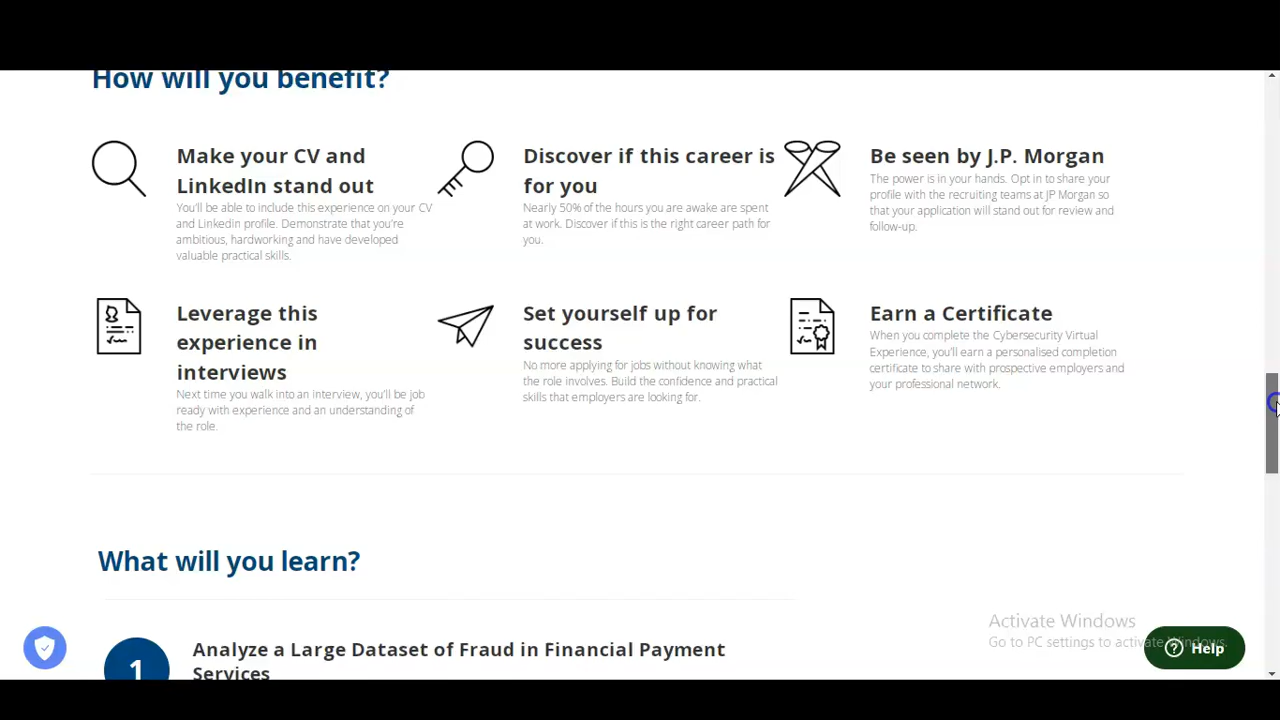 How will you benefit?
Make your CV and
LinkedIn stand out
You'll be able to include this experience on your CV
and Linkedin profile. Demonstrate that you're
ambitious, hardworking and have developed
valuable practical skills.
Discover if this career is
for you
Nearly 50% of the hours you are awake are spent
at work. Discover if this is the right career path for
you.
Be seen by J.P. Morgan
The power is in your hands. Opt in to share your
profile with the recruiting teams at JP Morgan so
that your application will stand out for review and
follow-up.
Leverage this
experience in
interviews
Next time you walk into an interview, you'll be job
ready with experience and an understanding of
the role.
Set yourself up for
success
No more applying for jobs without knowing what
the role involves. Build the confidence and practical
skills that employers are looking for.
Earn a Certificate
When you complete the Cybersecurity Virtual
Experience, you'll earn a personalised completion
certificate to share with prospective employers and
your professional network.
What will you learn?
1
Analyze a Large Dataset of Fraud in Financial Payment
Services
Activate Windows
Go to PC settings to activate Windows.
Help